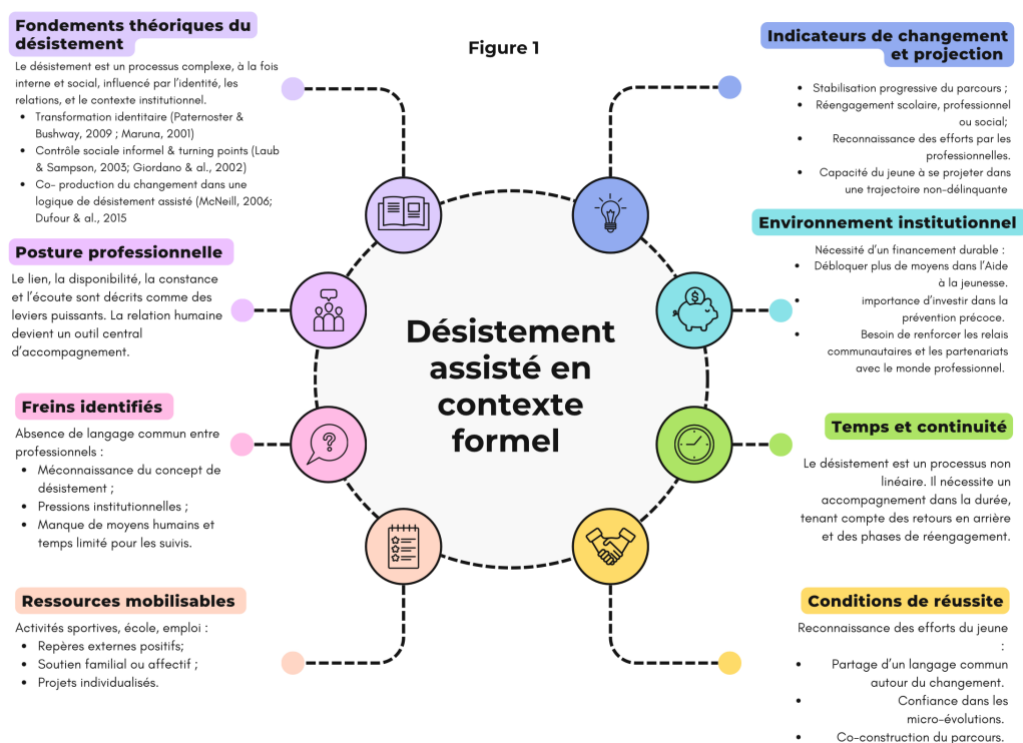 Fondements théoriques du
désistement
Le désistement est un processus complexe, à la fois
interne et social, influencé par l'identité, les
relations, et le contexte institutionnel.
• Transformation identitaire (Paternoster &
Bushway, 2009 ; Maruna, 2001)
• Contrôle sociale informel & turning points (Laub
& Sampson, 2003; Giordano & al., 2002)
• Co- production du changement dans une
logique de désistement assisté (McNeill, 2006;
Dufour & al., 2015
Posture professionnelle
Le lien, la disponibilité, la constance
et l'écoute sont décrits comme des
leviers puissants. La relation humaine
devient un outil central
d'accompagnement.
Freins identifiés
Absence de langage commun entre
professionnels :
• Méconnaissance du concept de
désistement ;
• Pressions institutionnelles ;
• Manque de moyens humains et
temps limité pour les suivis.
Ressources mobilisables
Activités sportives, école, emploi :
• Repères externes positifs;
• Soutien familial ou affectif ;
• Projets individualisés.
Figure 1
Désistement
assisté en
contexte
formel
Indicateurs de changement
et projection
• Stabilisation progressive du parcours ;
• Réengagement scolaire, professionnel
ou social;
• Reconnaissance des efforts par les
professionnelles.
• Capacité du jeune à se projeter
dans une trajectoire non-délinquante
Environnement institutionnel
Nécessité d'un financement durable :
• Débloquer plus de moyens dans l'Aide
à la jeunesse.
• importance d'investir dans la
prévention précoce.
• Besoin de renforcer les relais
communautaires et les partenariats
avec le monde professionnel.
Temps et continuité
Le désistement est un processus non
linéaire. Il nécessite un
accompagnement dans la durée,
tenant compte des retours en arrière
et des phases de réengagement.
Conditions de réussite
Reconnaissance des efforts du jeune
:
• Partage d'un langage commun
autour du changement.
• Confiance dans les
micro-évolutions.
• Co-construction du parcours.
$
?